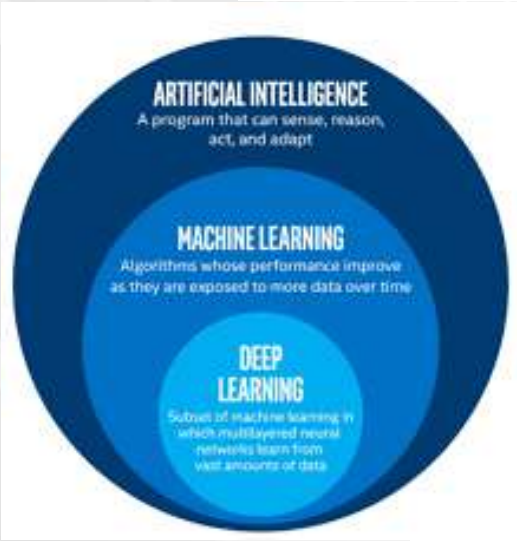 ARTIFICIAL INTELLIGENCE
A program that can sense, reason,
act, and adapt
MACHINE LEARNING
Algorithms whose performance improve
as they are exposed to more data over time
DEEP
LEARNING
Subset of machine learning in
which multilayered neural
networks learn from
vast amounts of data